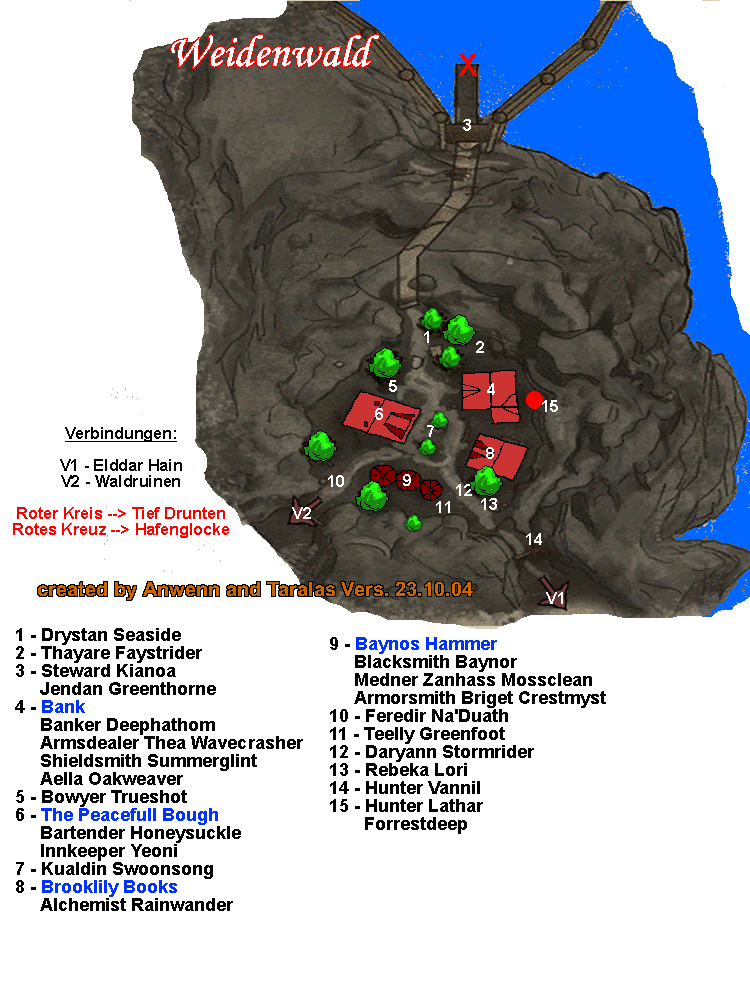 Weidenwald
X
3
1
2
5
4
15
6
7
8
Verbindungen:
V1 - Elddar Hain
V2 - Waldruinen
10
9
12
11
13
Roter Kreis --> Tief Drunten
Rotes Kreuz --> Hafenglocke
V2
14
created by Anwenn and Taralas Vers. 23.10.04
V1
1 - Drystan Seaside
2 - Thayare Faystrider
3 - Steward Kianoa
Jendan Greenthorne
4 - Bank
Banker Deephathom
Armsdealer Thea Wavecrasher
Shieldsmith Summerglint
Aella Oakweaver
5 - Bowyer Trueshot
6 - The Peacefull Bough
Bartender Honeysuckle
Innkeeper Yeoni
7 - Kualdin Swoonsong
8 - Brooklily Books
Alchemist Rainwander
9 - Baynos Hammer
Blacksmith Baynor
Medner Zanhass Mossclean
Armorsmith Briget Crestmyst
10 - Feredir Na'Duath
11 - Teelly Greenfoot
12 - Daryann Stormrider
13 - Rebeka Lori
14 - Hunter Vannil
15 - Hunter Lathar
Forrestdeep